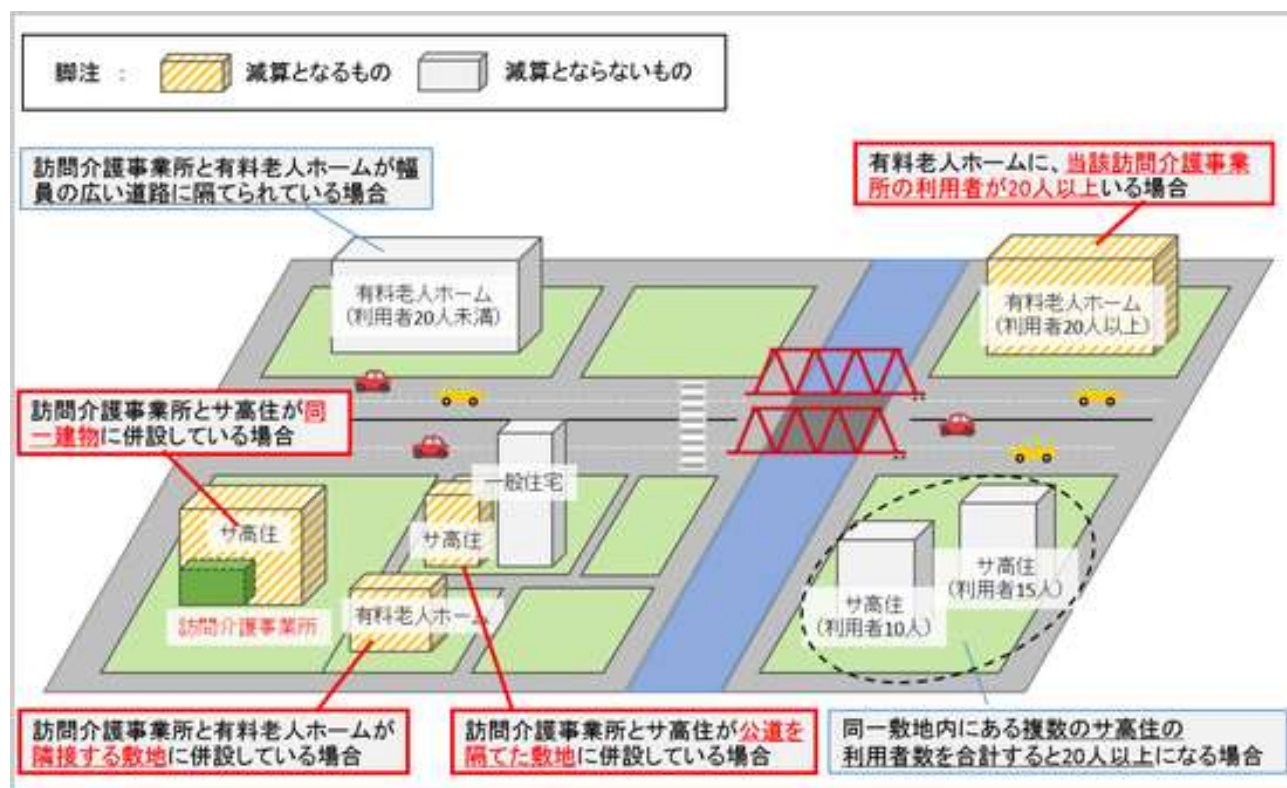 脚注 : 減算となるもの 減算とならないもの
訪問介護事業所と有料老人ホームが幅
員の広い道路に隔てられている場合
有料老人ホームに、当該訪問介護事業
所の利用者が20人以上いる場合
有料老人ホーム
(利用者20人未満)
有料老人ホーム
(利用者20人以上)
訪問介護事業所とサ高住が同
一建物に併設している場合
一般住宅
サ高住
サ高住
訪問介護事業所
有料老人ホーム
サ高住
(利用者15人)
サ高住
(利用者10人)
訪問介護事業所と有料老人ホームが
隣接する敷地に併設している場合
訪問介護事業所とサ高住が公道を
隔てた敷地に併設している場合
同一敷地内にある複数のサ高住の
利用者数を合計すると20人以上になる場合